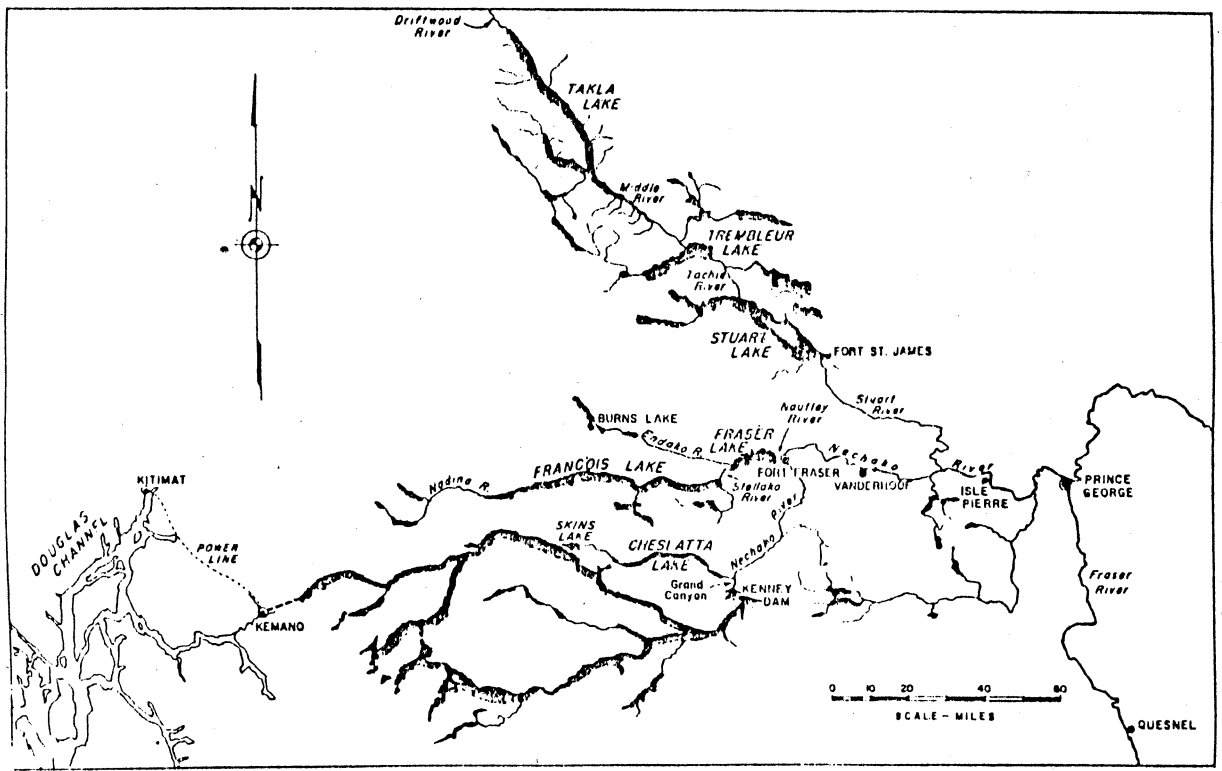 Driftwood
River
TAKLA
LAKE
Middle
River
N
TREMBLEUR
LAKE
Tachie
River
STUART
LAKE
FORT ST. JAMES
Stuart
River
BURNS LAKE
Nautley
River
Endako R.
FRASER
LAKE
Nechako
River
FORT FRASER
VANDERHOOF
FRANCOIS LAKE
Stellako
River
Nadina R.
ISLE
PIERRE
PRINCE
GEORGE
KITIMAT
DOUGLAS
CHANNEL
POWER
LINE
SKINS
LAKE
CHESLATTA
LAKE
Nechako River
Grand
Canyon
KENNEY
DAM
Fraser
River
KEMANO
0 10 20 40 60
SCALE - MILES
QUESNEL